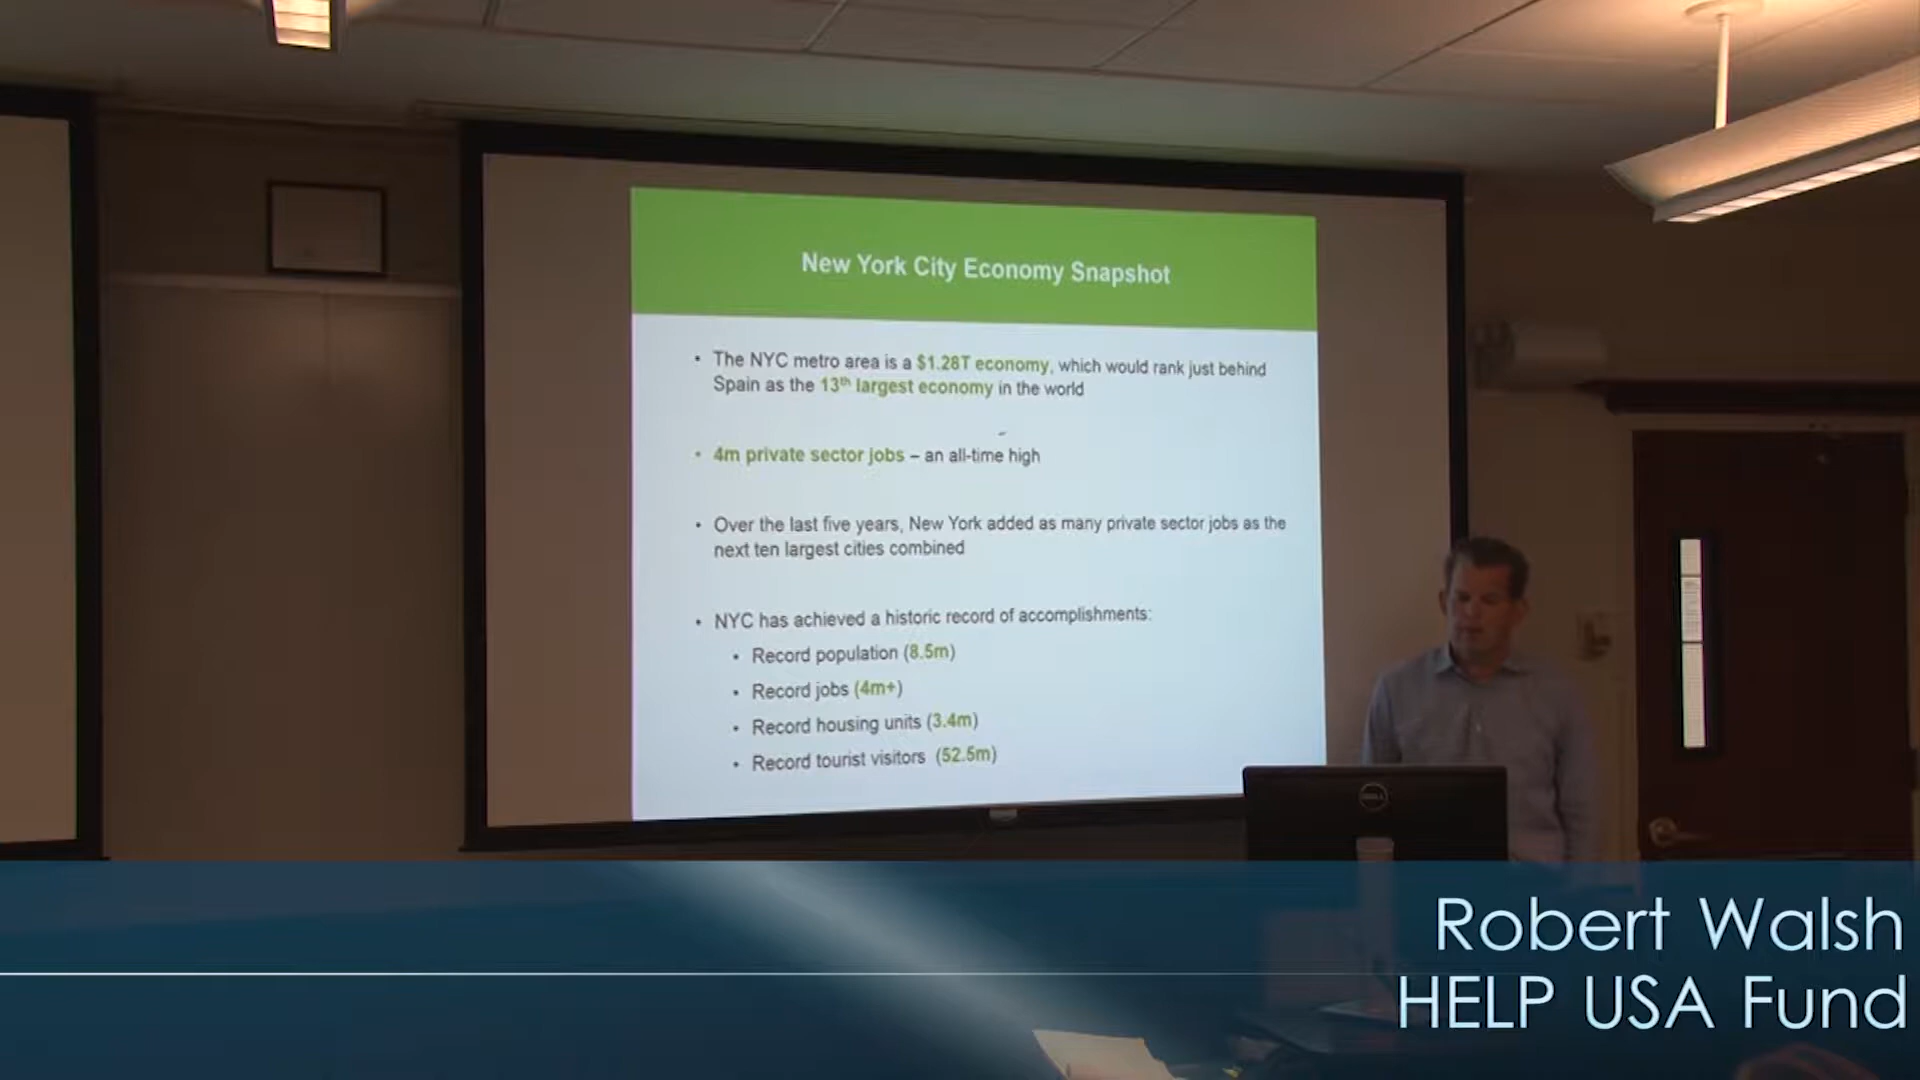 New York City Economy Snapshot
• The NYC metro area is a $1.28T economy, which would rank just behind
Spain as the 13th largest economy in the world
• 4m private sector jobs – an all-time high
• Over the last five years, New York added as many private sector jobs as the
next ten largest cities combined
• NYC has achieved a historic record of accomplishments:
• Record population (8.5m)
• Record jobs (4m+)
• Record housing units (3.4m)
• Record tourist visitors (52.5m)
DELL
Robert Walsh
HELP USA Fund